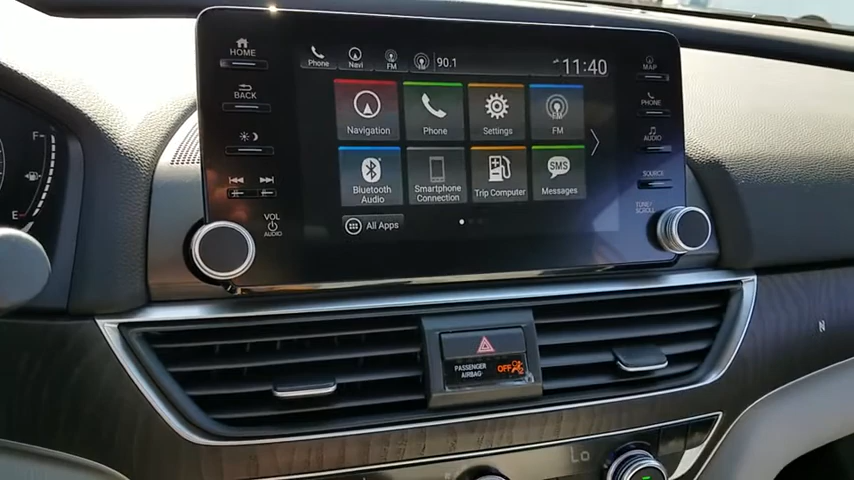 HOME
BACK
VOL
AUDIO
Phone
Navi
FM
90.1
11:40
Navigation
Phone
Settings
FM
Bluetooth
Audio
Smartphone
Connection
Trip Computer
SMS
Messages
All Apps
MAP
PHONE
AUDIO
SOURCE
TUNE/
SCROLL
F
E
PASSENGER
AIRBAG
OFF
N
Lo